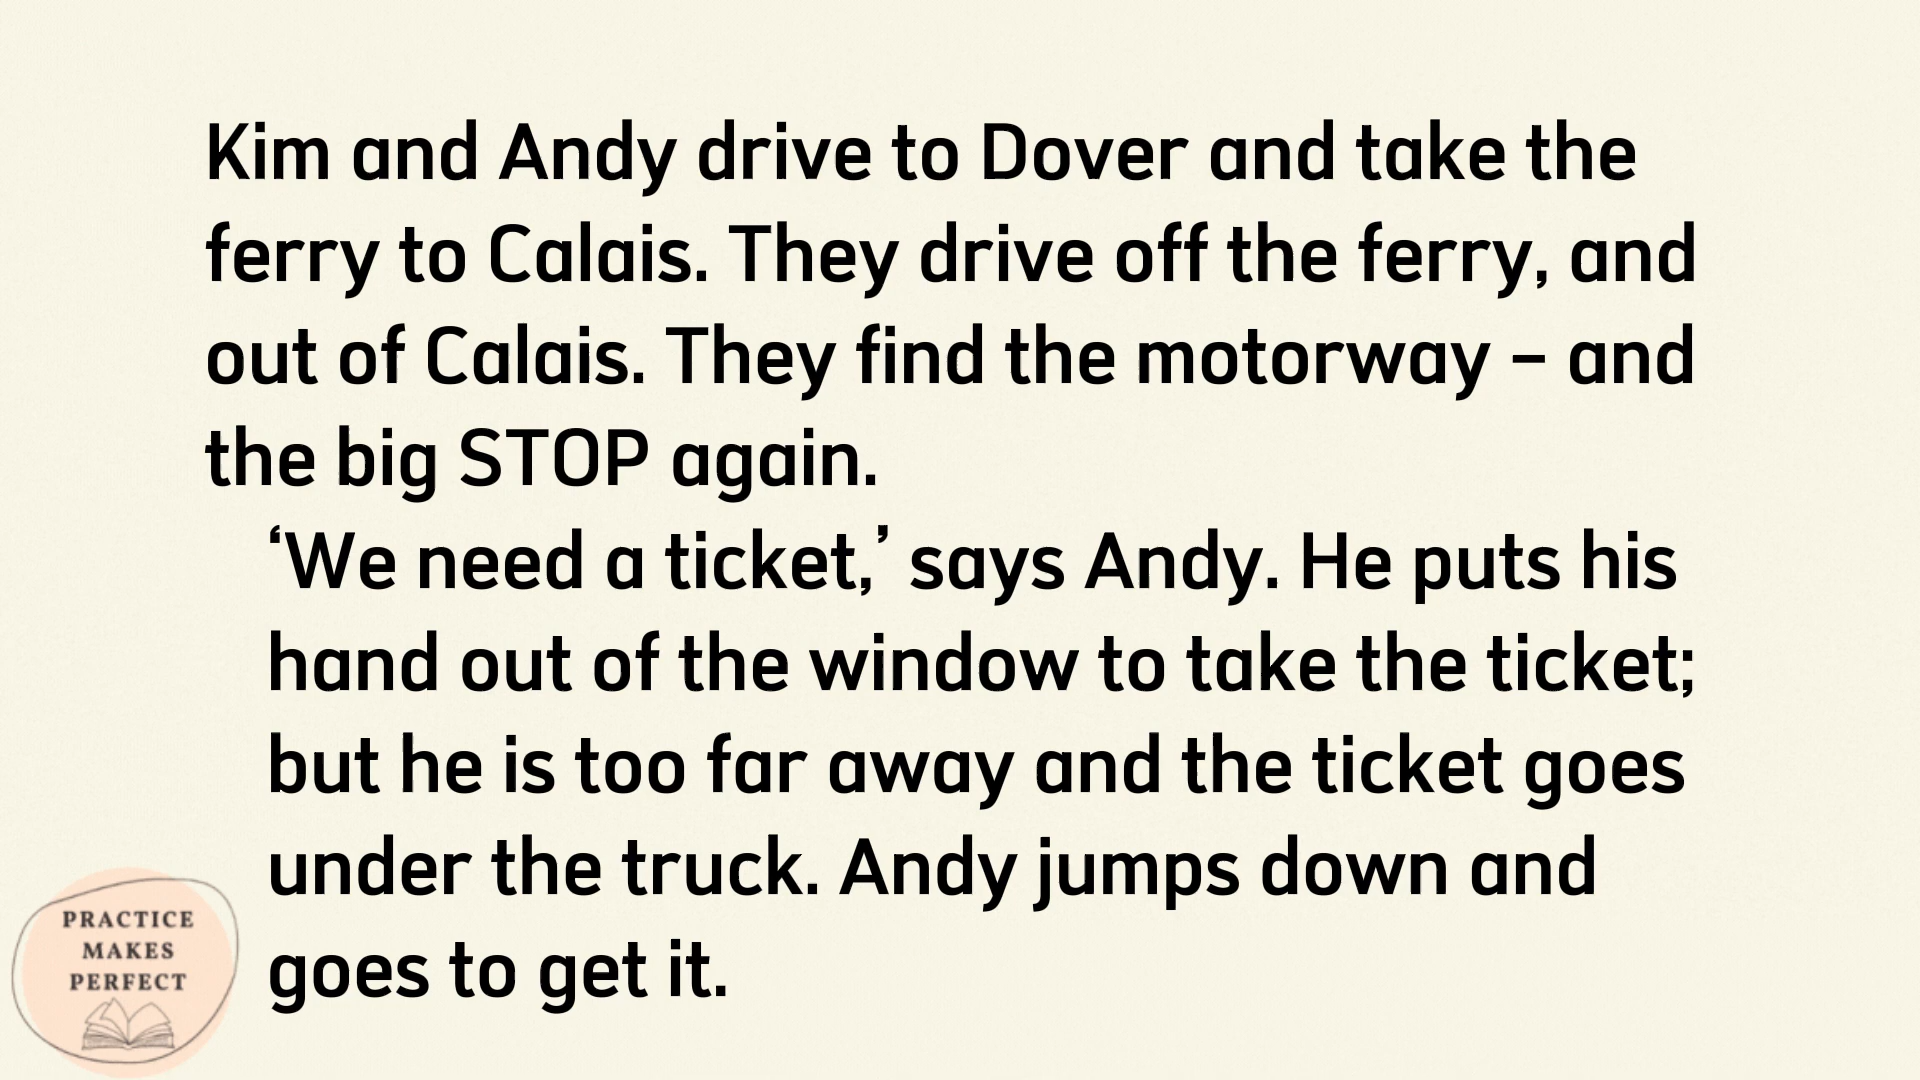 Kim and Andy drive to Dover and take the
ferry to Calais. They drive off the ferry, and
out of Calais. They find the motorway – and
the big STOP again.
‘We need a ticket,’ says Andy. He puts his
hand out of the window to take the ticket;
but he is too far away and the ticket goes
under the truck. Andy jumps down and
goes to get it.
PRACTICE
MAKES
PERFECT